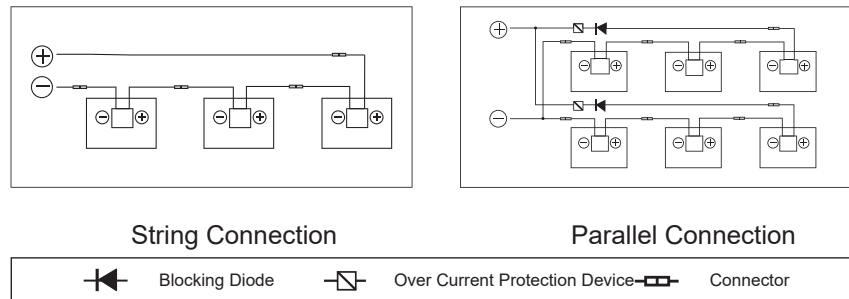 String Connection
Parallel Connection
Blocking Diode
Over Current Protection Device
Connector